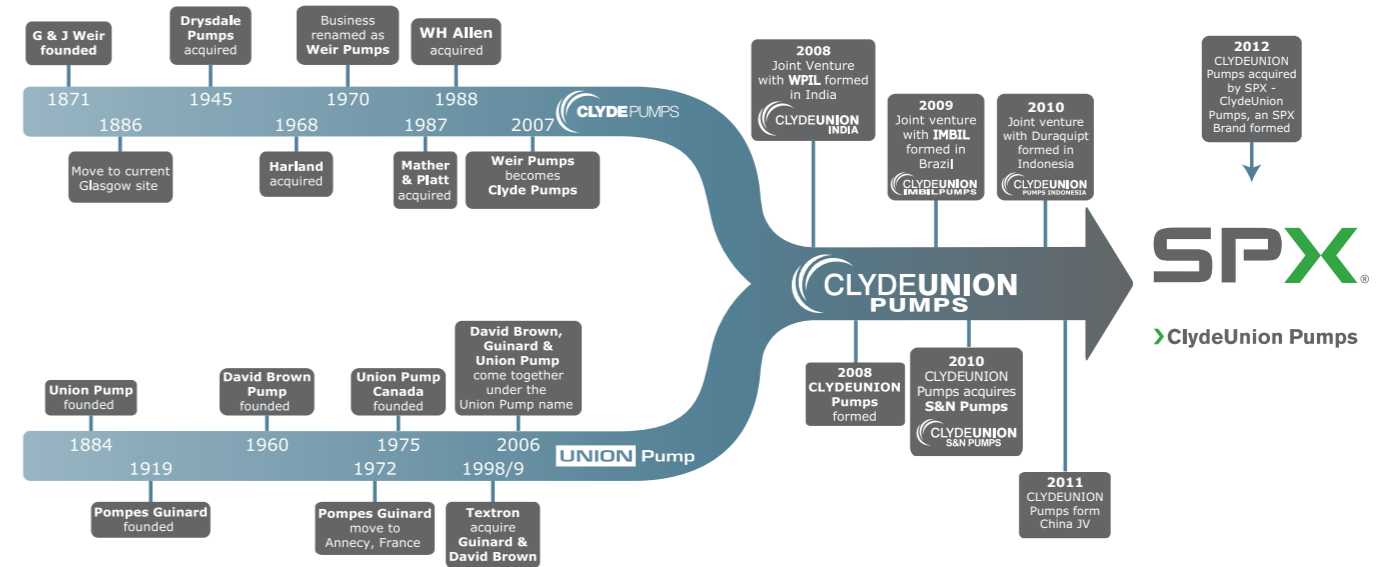 G & J Weir
founded
1871
1886
Move to current
Glasgow site
Drysdale
Pumps
acquired
1945
1968
Harland
acquired
Business
renamed as
Weir Pumps
1970
1987
Mather
& Platt
acquired
WH Allen
acquired
1988
2007
Weir Pumps
becomes
Clyde Pumps
CLYDEPUMPS
Union Pump
founded
1884
1919
Pompes Guinard
founded
David Brown
Pump
founded
1960
1972
Pompes Guinard
move to
Annecy, France
Union Pump
Canada
founded
1975
1998/9
Textron
acquire
Guinard &
David Brown
David Brown,
Guinard &
Union Pump
come together
under the
Union Pump name
2006
UNION Pump
CLYDEUNION
PUMPS
2008
Joint Venture
with WPIL formed
in India
CLYDEUNION
INDIA
2008
CLYDEUNION
Pumps
formed
2009
Joint venture
with IMBIL
formed in
Brazil
CLYDEUNION
IMBILPUMPS
2010
CLYDEUNION
Pumps acquires
S&N Pumps
CLYDEUNION
S&N PUMPS
2010
Joint venture
with Duraquipt
formed in
Indonesia
CLYDEUNION
PUMPS INDONESIA
2011
CLYDEUNION
Pumps form
China JV
2012
CLYDEUNION
Pumps acquired
by SPX -
ClydeUnion
Pumps, an SPX
Brand formed
SPX®
ClydeUnion Pumps